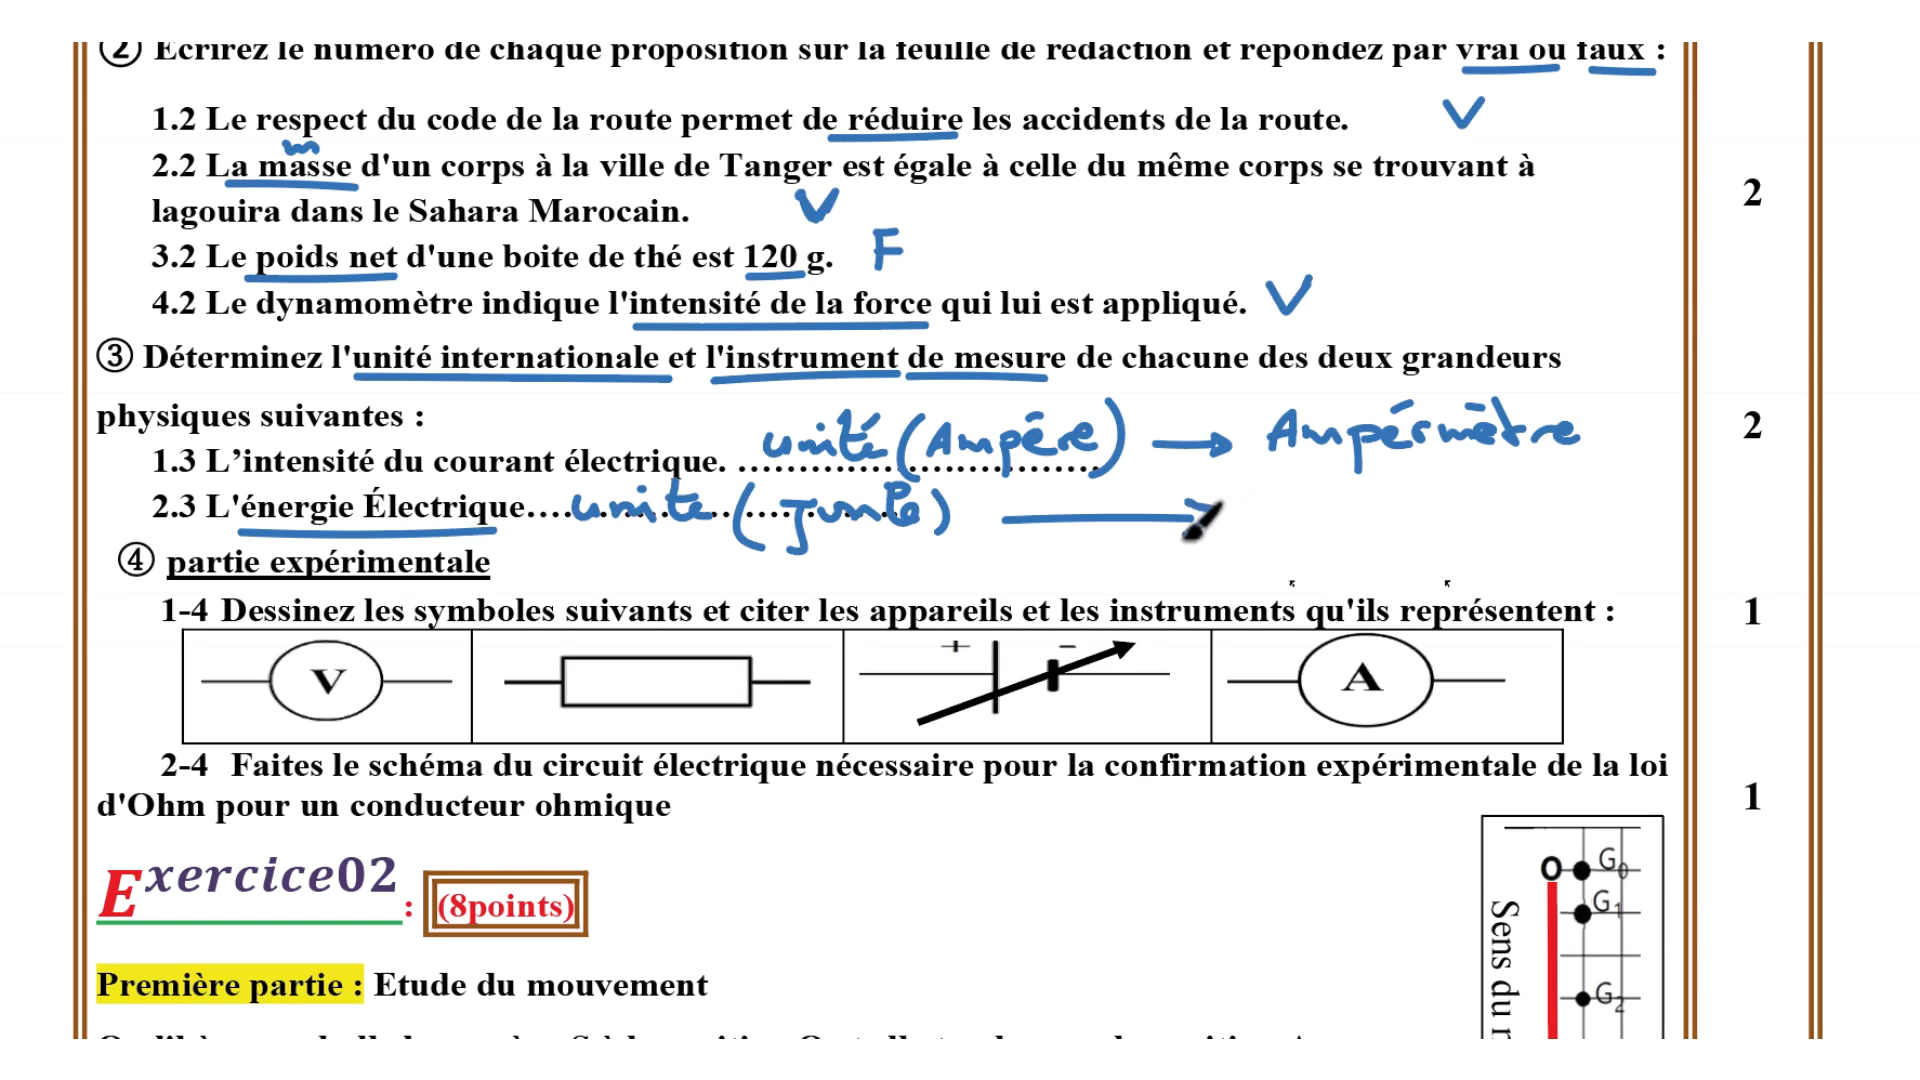 ② Ecrirez le numéro de chaque proposition sur la feuille de rédaction et répondez par vrai ou faux :
1.2 Le respect du code de la route permet de réduire les accidents de la route. V
m
2.2 La masse d'un corps à la ville de Tanger est égale à celle du même corps se trouvant à
lagouira dans le Sahara Marocain. V
2
3.2 Le poids net d'une boite de thé est 120 g. F
4.2 Le dynamomètre indique l'intensité de la force qui lui est appliqué. V
③ Déterminez l'unité internationale et l'instrument de mesure de chacune des deux grandeurs
physiques suivantes :
2
1.3 L’intensité du courant électrique. .............................. unité (Ampére) → Ampérmètre
2.3 L'énergie Électrique.............................. unite (Junle)
④ partie expérimentale
1-4 Dessinez les symboles suivants et citer les appareils et les instruments qu'ils représentent :
1
V + - A
2-4 Faites le schéma du circuit électrique nécessaire pour la confirmation expérimentale de la loi
d'Ohm pour un conducteur ohmique
1
Exercice02 : (8points)
Première partie : Etude du mouvement
O G0
G1
G2
Sens du